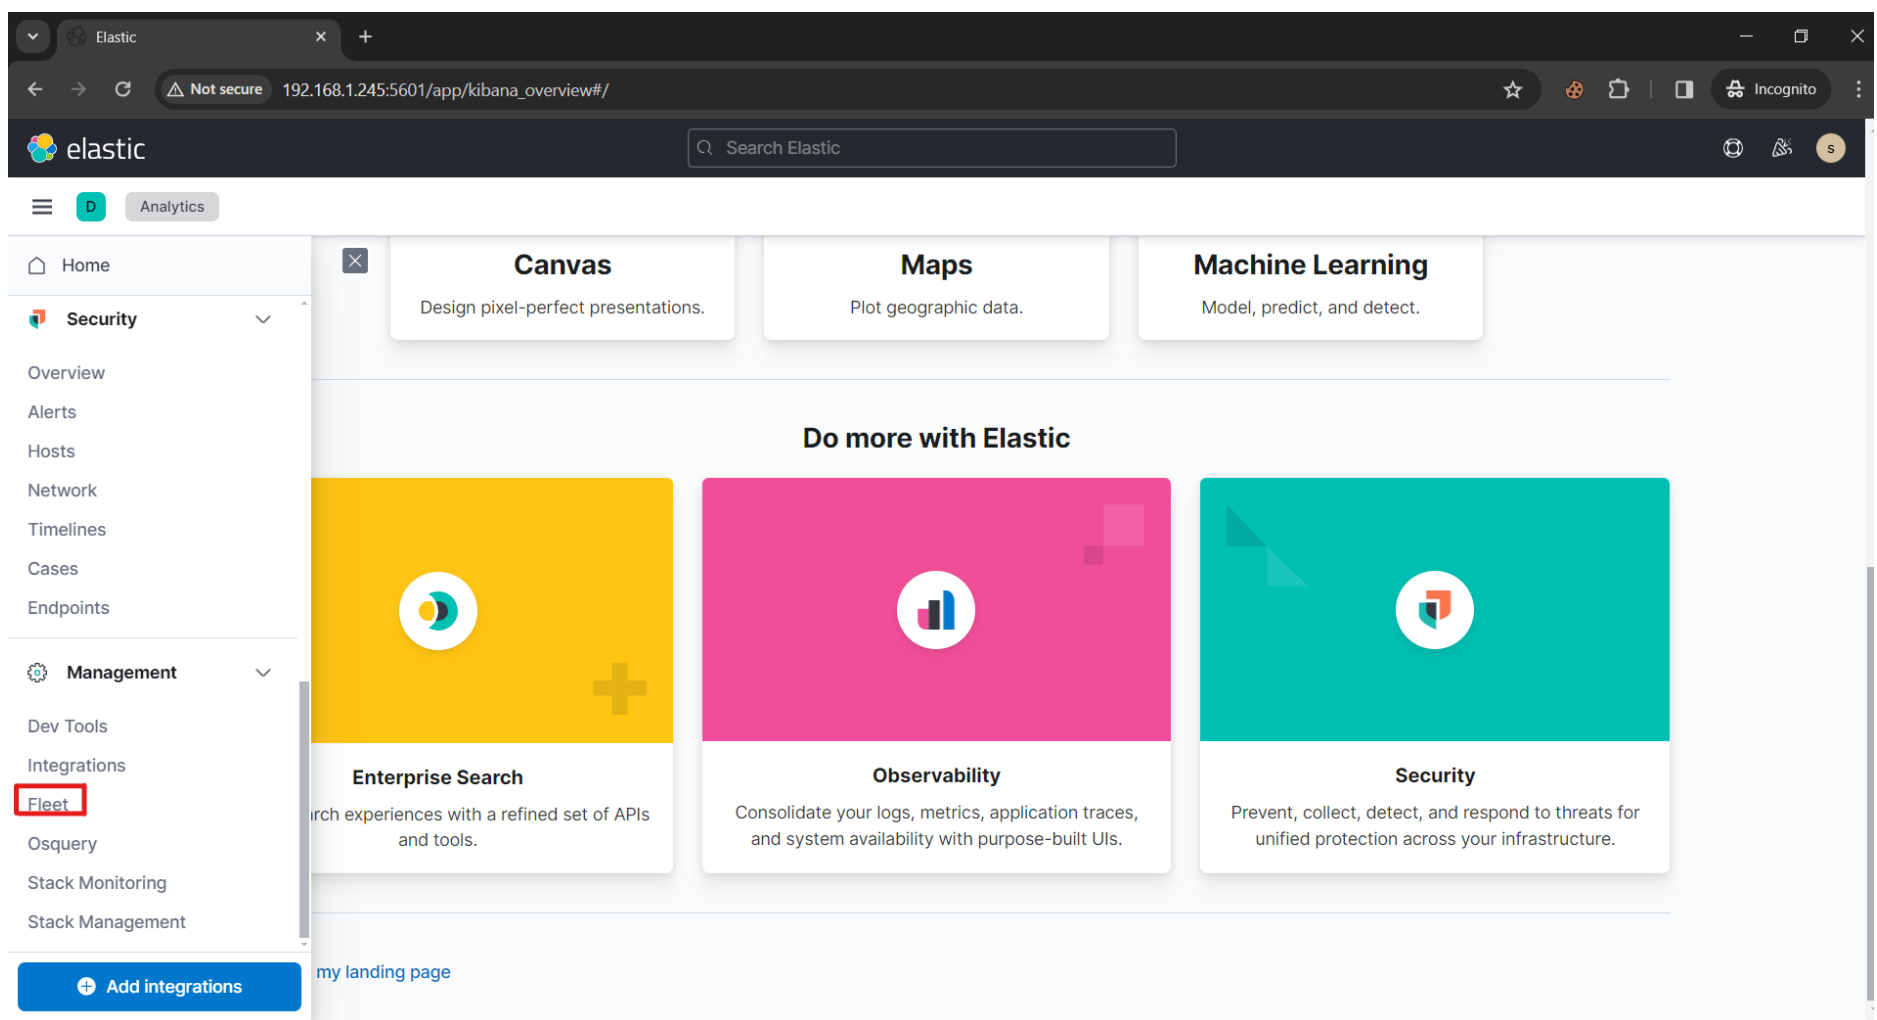 Elastic
Not secure 192.168.1.245:5601/app/kibana_overview#/
Incognito
elastic
Search Elastic
s
D Analytics
Home
Security
Overview
Alerts
Hosts
Network
Timelines
Cases
Endpoints
Management
Dev Tools
Integrations
Fleet
Osquery
Stack Monitoring
Stack Management
Add integrations
Canvas
Design pixel-perfect presentations.
Maps
Plot geographic data.
Machine Learning
Model, predict, and detect.
Do more with Elastic
Enterprise Search
experiences with a refined set of APIs
and tools.
Observability
Consolidate your logs, metrics, application traces,
and system availability with purpose-built UIs.
Security
Prevent, collect, detect, and respond to threats for
unified protection across your infrastructure.
my landing page